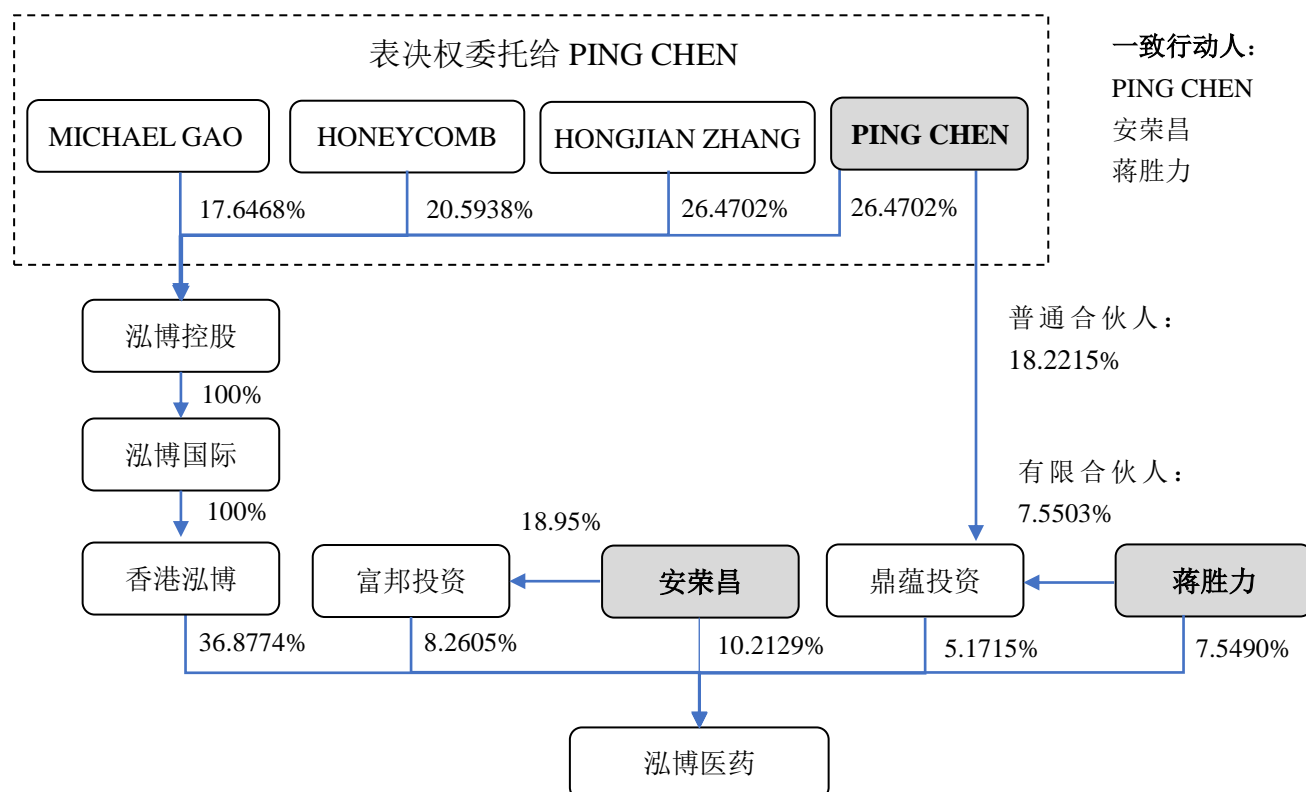 表决权委托给 PING CHEN
一致行动人：
PING CHEN
安荣昌
蒋胜力
MICHAEL GAO
HONEYCOMB
HONGJIAN ZHANG
PING CHEN
17.6468%
20.5938%
26.4702%
26.4702%
泓博控股
普通合伙人：
18.2215%
100%
泓博国际
有限合伙人：
7.5503%
100%
18.95%
香港泓博
富邦投资
安荣昌
鼎蕴投资
蒋胜力
36.8774%
8.2605%
10.2129%
5.1715%
7.5490%
泓博医药